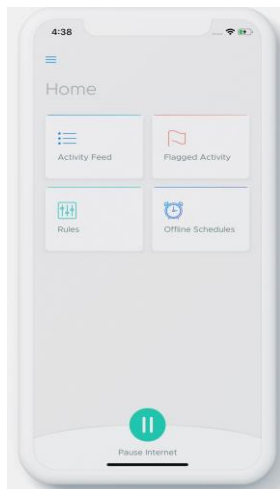 4:38
Home
Activity Feed
Flagged Activity
Rules
Offline Schedules
Pause Internet